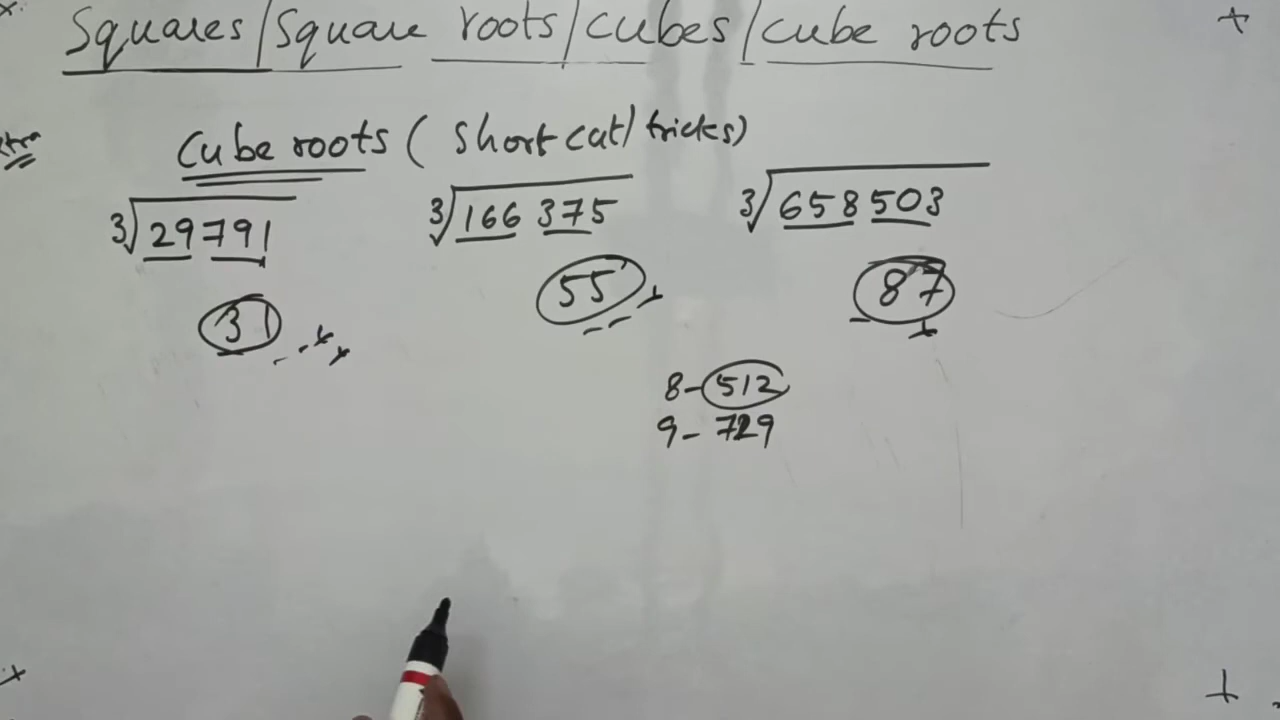 Squares/Square roots/cubes/cube roots
Cube roots (Short cut/tricks)
3√29791 3√166375 3√658503
31 55 87
8-512
9-729